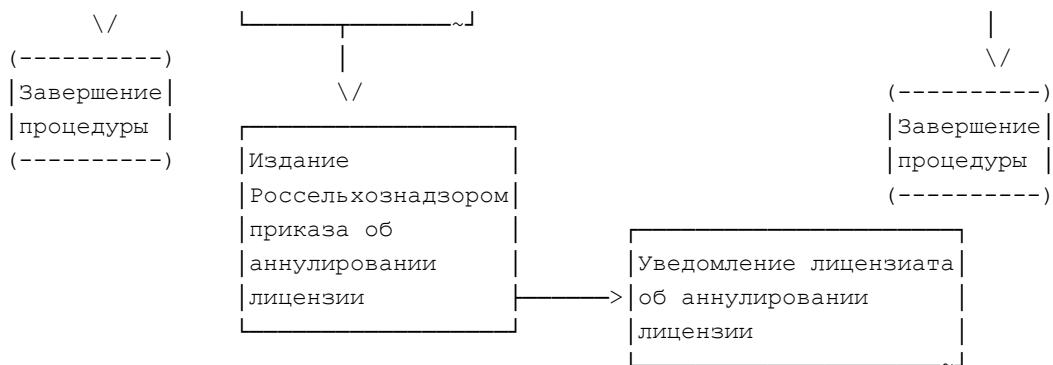 Завершение
процедуры
Завершение
процедуры
Издание
Россельхознадзором
приказа об
аннулировании
лицензии
Уведомление лицензиата
об аннулировании
лицензии